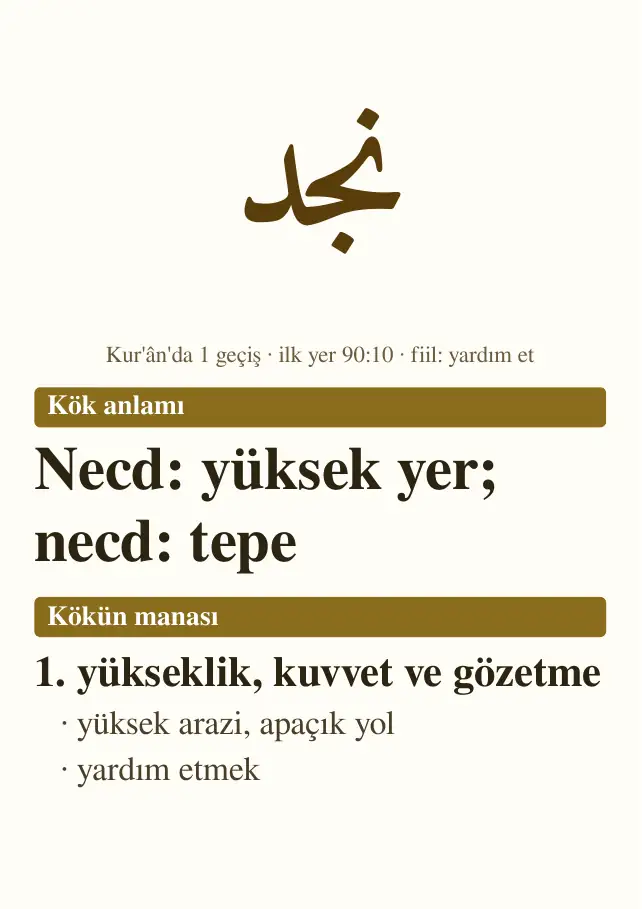 نجد
Kur'ân'da 1 geçiş · ilk yer 90:10 · fiil: yardım et
Kök anlamı
Necd: yüksek yer;
necd: tepe
Kökün manası
1. yükseklik, kuvvet ve gözetme
· yüksek arazi, apaçık yol
· yardım etmek